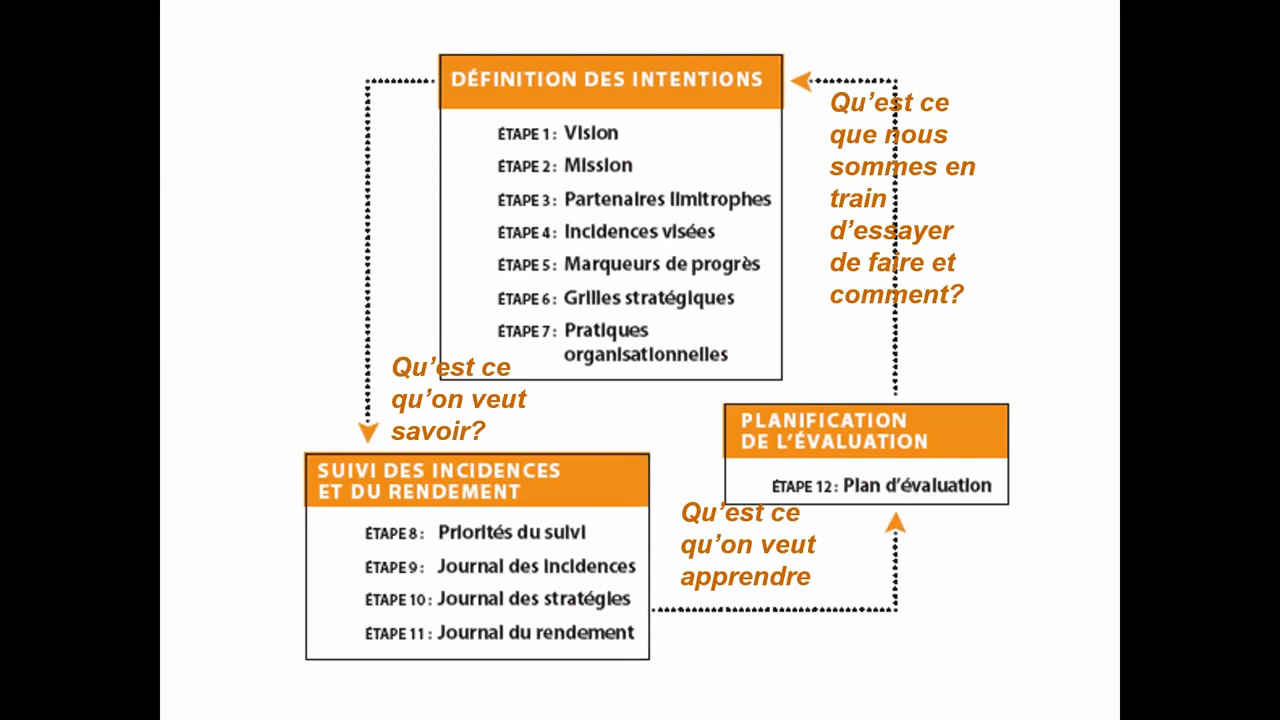 DÉFINITION DES INTENTIONS
ÉTAPE 1 : Vision
ÉTAPE 2 : Mission
ÉTAPE 3 : Partenaires limitrophes
ÉTAPE 4 : Incidences visées
ÉTAPE 5 : Marqueurs de progrès
ÉTAPE 6 : Grilles stratégiques
ÉTAPE 7 : Pratiques
organisationnelles
Qu’est ce
que nous
sommes en
train
d’essayer
de faire et
comment?
Qu’est ce
qu’on veut
savoir?
SUIVI DES INCIDENCES
ET DU RENDEMENT
ÉTAPE 8 : Priorités du suivi
ÉTAPE 9 : Journal des incidences
ÉTAPE 10 : Journal des stratégies
ÉTAPE 11 : Journal du rendement
Qu’est ce
qu’on veut
apprendre
PLANIFICATION
DE L’ÉVALUATION
ÉTAPE 12 : Plan d’évaluation